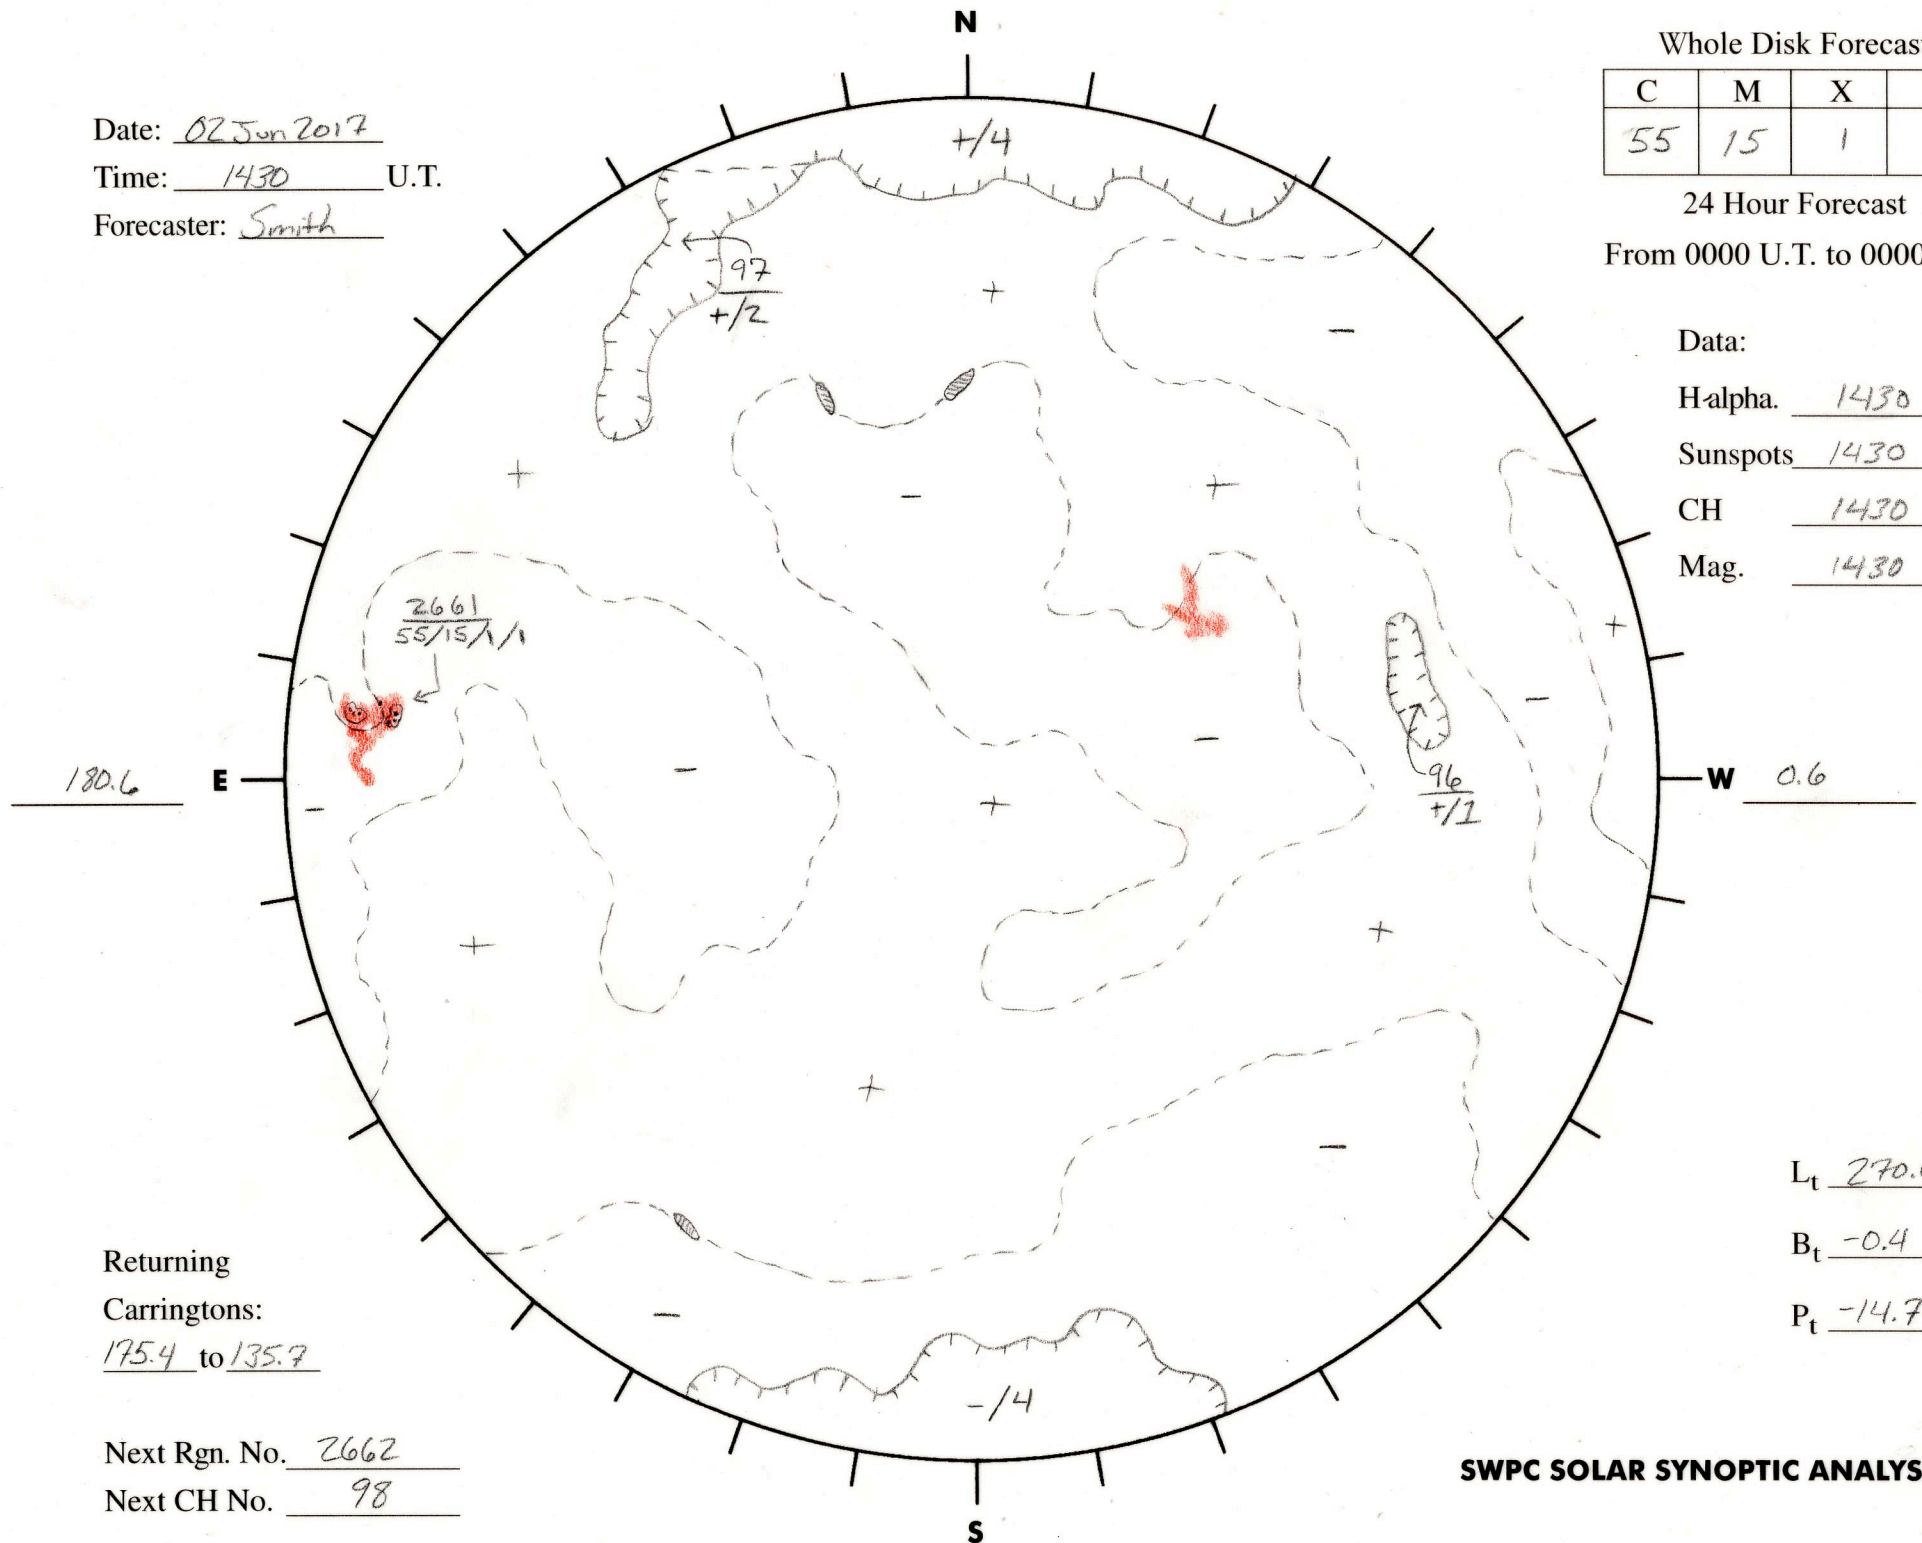 N
Date: 02 Jun 2017
Time: 1430 U.T.
Forecaster: Smith
Whole Disk Forecas
C M X
55 15 1
24 Hour Forecast
From 0000 U.T. to 0000
+/4
97
+/2
+
-
Data:
H-alpha. 1430
Sunspots 1430
CH 1430
Mag. 1430
+
-
+
2661
55/15/1/1
+
-
-
-
180.6 E
W 0.6
96
+/1
-
+
+
+
+
-
Lt 270.
Bt -0.4
Pt -14.7
Returning
Carringtons:
175.4 to 135.7
-
-/4
Next Rgn. No. 2662
Next CH No. 98
SWPC SOLAR SYNOPTIC ANALYS
S